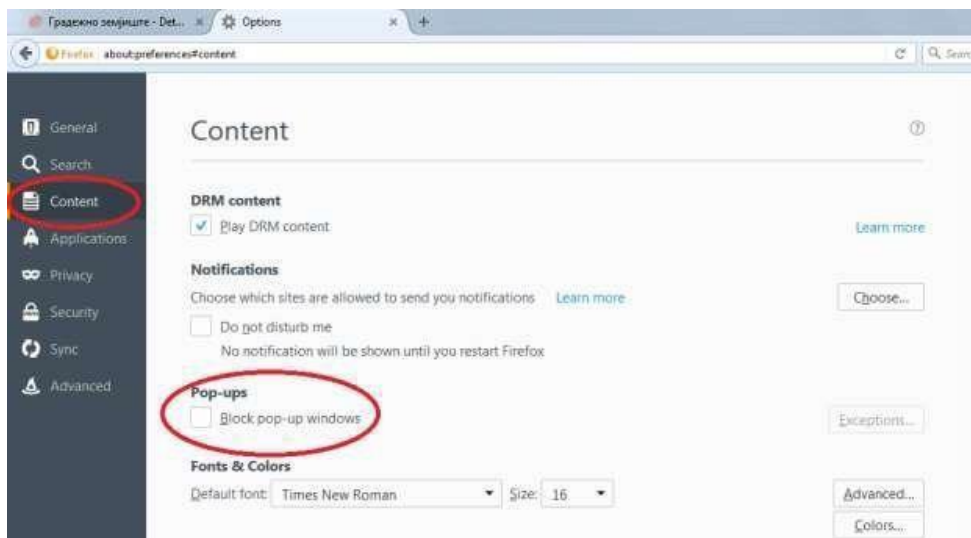 Градежно земјиште - Det...
Options
Firefox about:preferences#content
Sear
General
Search
Content
Applications
Privacy
Security
Sync
Advanced
Content
DRM content
Play DRM content
Learn more
Notifications
Choose which sites are allowed to send you notifications Learn more
Choose...
Do not disturb me
No notification will be shown until you restart Firefox
Pop-ups
Block pop-up windows
Exceptions...
Fonts & Colors
Default font: Times New Roman Size: 16
Advanced...
Colors...